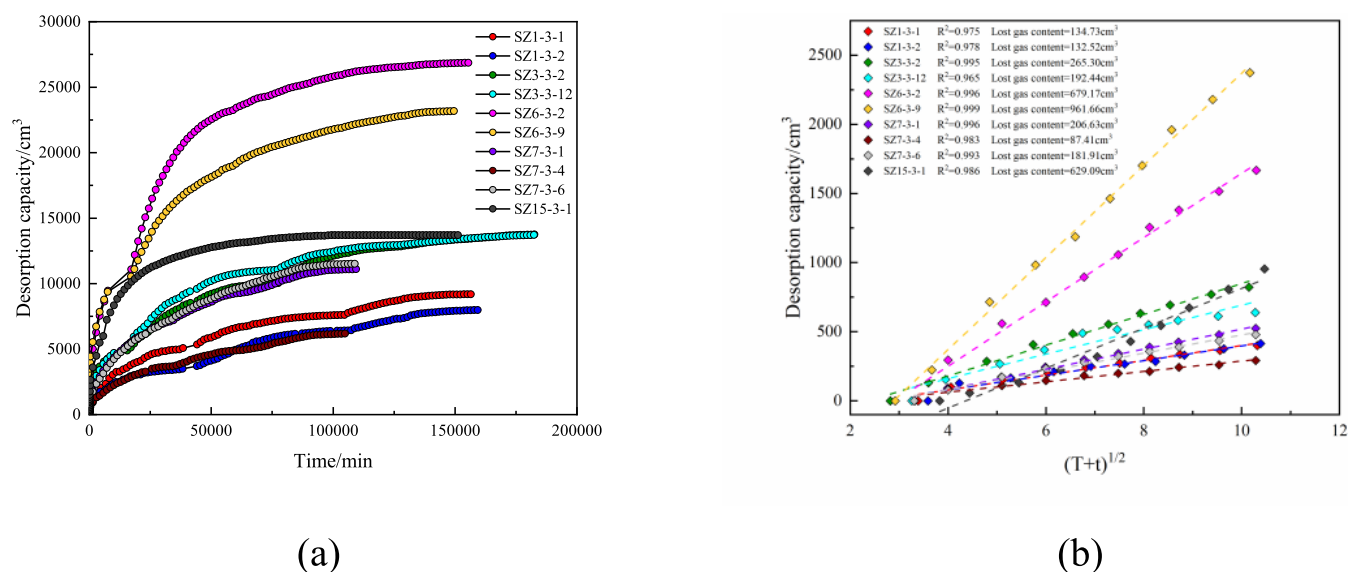 30000
25000
20000
15000
10000
5000
0
Desorption capacity/cm³
0 50000 100000 150000 200000
Time/min
SZ1-3-1
SZ1-3-2
SZ3-3-2
SZ3-3-12
SZ6-3-2
SZ6-3-9
SZ7-3-1
SZ7-3-4
SZ7-3-6
SZ15-3-1
(a)
2500
2000
1500
1000
500
0
Desorption capacity/cm³
2 4 6 8 10 12
(T+t)^1/2
SZ1-3-1 R²=0.975 Lost gas content=134.73cm³
SZ1-3-2 R²=0.978 Lost gas content=132.52cm³
SZ3-3-2 R²=0.995 Lost gas content=265.30cm³
SZ3-3-12 R²=0.965 Lost gas content=192.44cm³
SZ6-3-2 R²=0.996 Lost gas content=679.17cm³
SZ6-3-9 R²=0.999 Lost gas content=961.66cm³
SZ7-3-1 R²=0.996 Lost gas content=206.63cm³
SZ7-3-4 R²=0.983 Lost gas content=87.41cm³
SZ7-3-6 R²=0.993 Lost gas content=181.91cm³
SZ15-3-1 R²=0.986 Lost gas content=629.09cm³
(b)